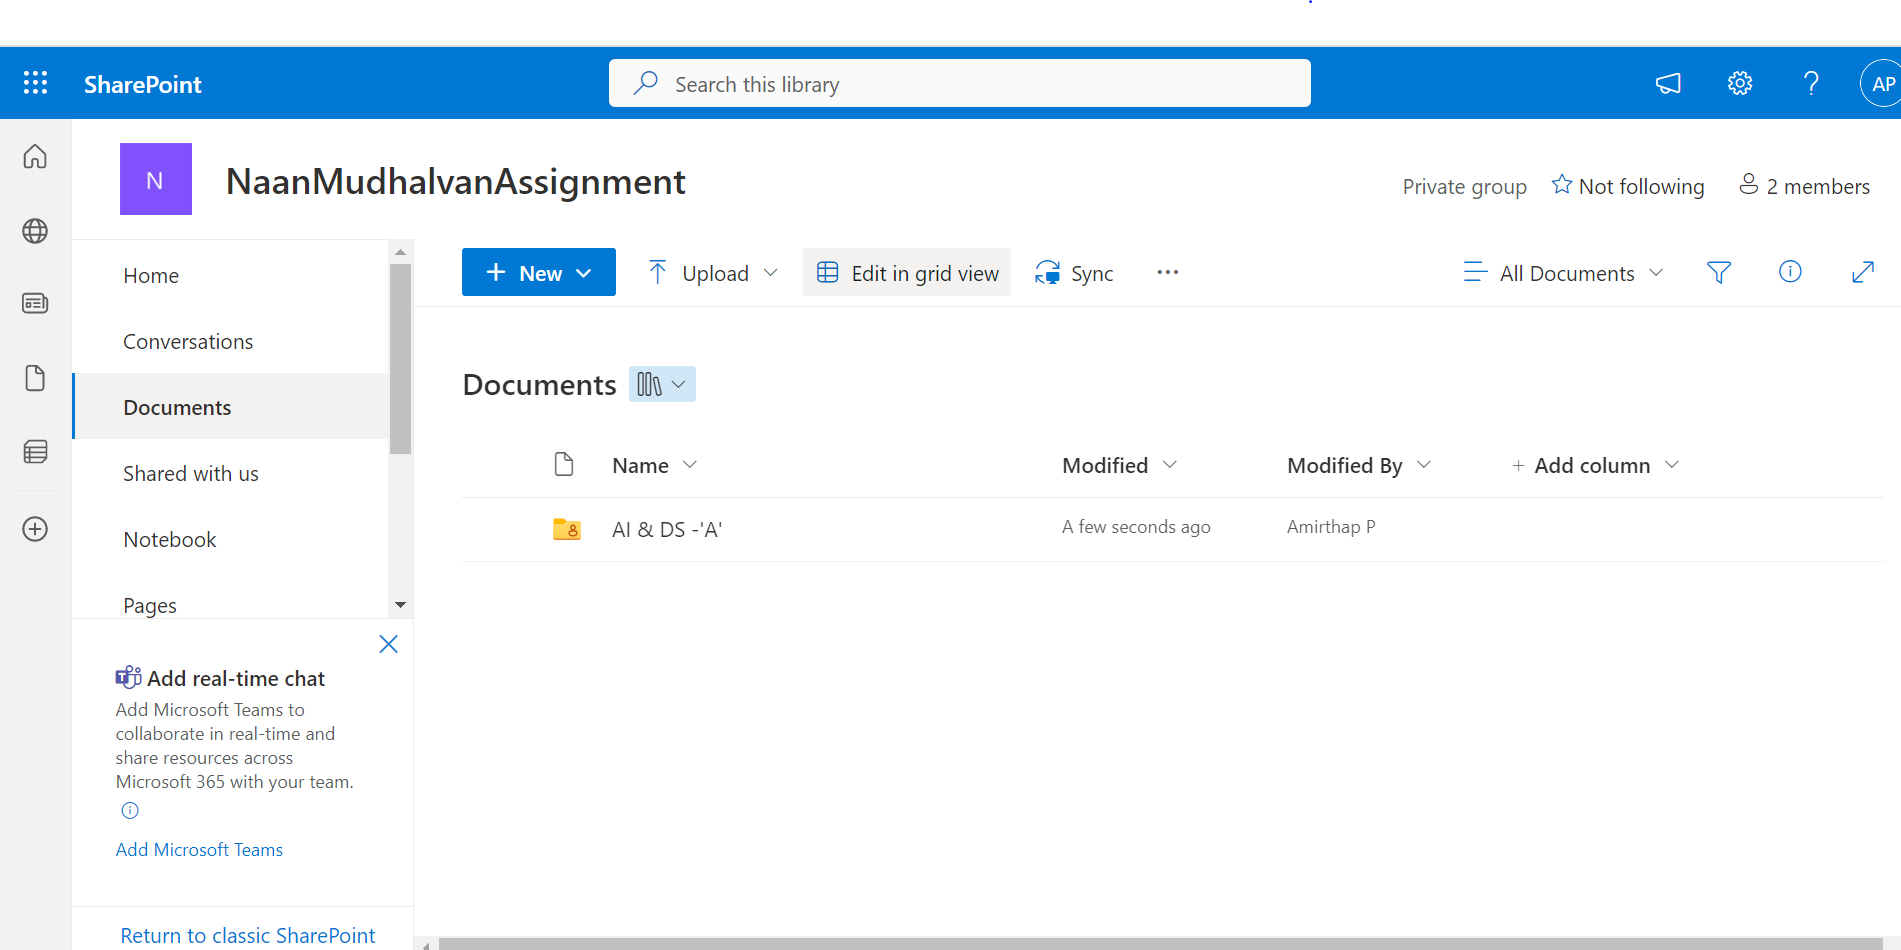 SharePoint
Search this library
AP
N
NaanMudhalvanAssignment
Private group
Not following
2 members
Home
Conversations
Documents
Shared with us
Notebook
Pages
+ New
Upload
Edit in grid view
Sync
...
All Documents
Documents
Name
Modified
Modified By
+ Add column
AI & DS -'A'
A few seconds ago
Amirthap P
Add real-time chat
Add Microsoft Teams to
collaborate in real-time and
share resources across
Microsoft 365 with your team.
Add Microsoft Teams
Return to classic SharePoint